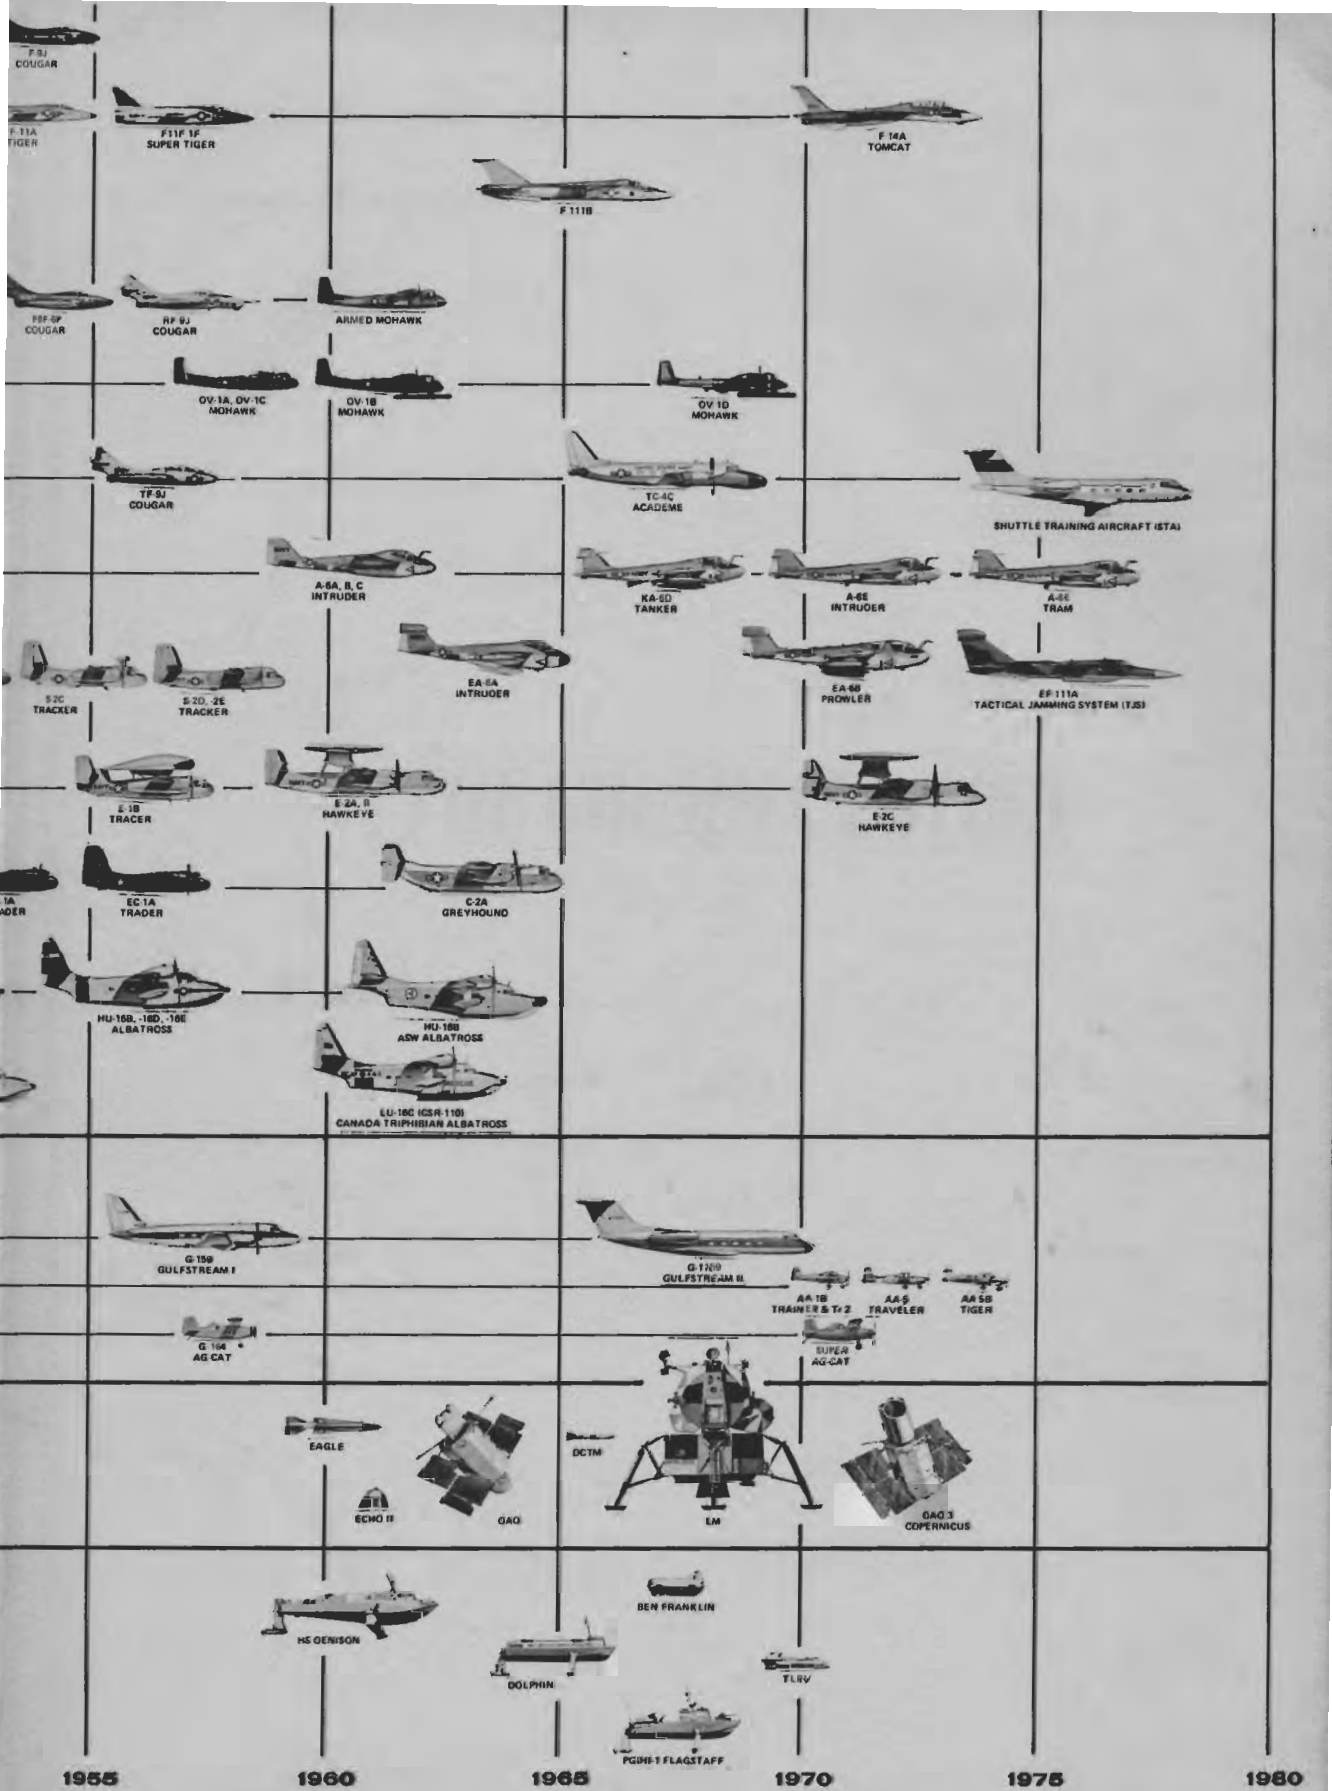 F-9J
COUGAR
F-11A
TIGER
F11F-1F
SUPER TIGER
F 14A
TOMCAT
F 111B
F9F-6P
COUGAR
RF-9J
COUGAR
ARMED MOHAWK
OV-1A, OV-1C
MOHAWK
OV-1B
MOHAWK
OV-1D
MOHAWK
TF-9J
COUGAR
TC-4C
ACADEME
SHUTTLE TRAINING AIRCRAFT (STA)
A-6A, B, C
INTRUDER
KA-6D
TANKER
A-6E
INTRUDER
A-6E
TRAM
S-2C
TRACKER
S-2D, -2E
TRACKER
EA-6A
INTRUDER
EA-6B
PROWLER
EF-111A
TACTICAL JAMMING SYSTEM (TJS)
E-1B
TRACER
E-2A, B
HAWKEYE
E-2C
HAWKEYE
-1A
ADER
EC-1A
TRADER
C-2A
GREYHOUND
HU-16B, -16D, -16E
ALBATROSS
HU-16B
ASW ALBATROSS
LU-16C (CSR-110)
CANADA TRIPHIBIAN ALBATROSS
G-159
GULFSTREAM I
G-1159
GULFSTREAM II
AA-1B
TRAINER & Tr 2
AA-5
TRAVELER
AA-5B
TIGER
G-164
AG CAT
SUPER
AG-CAT
EAGLE
ECHO II
OAO
DCTM
LM
OAO 3
COPERNICUS
HS DENISON
DOLPHIN
BEN FRANKLIN
TLRV
PG(H)-1 FLAGSTAFF
1955 1960 1965 1970 1975 1980